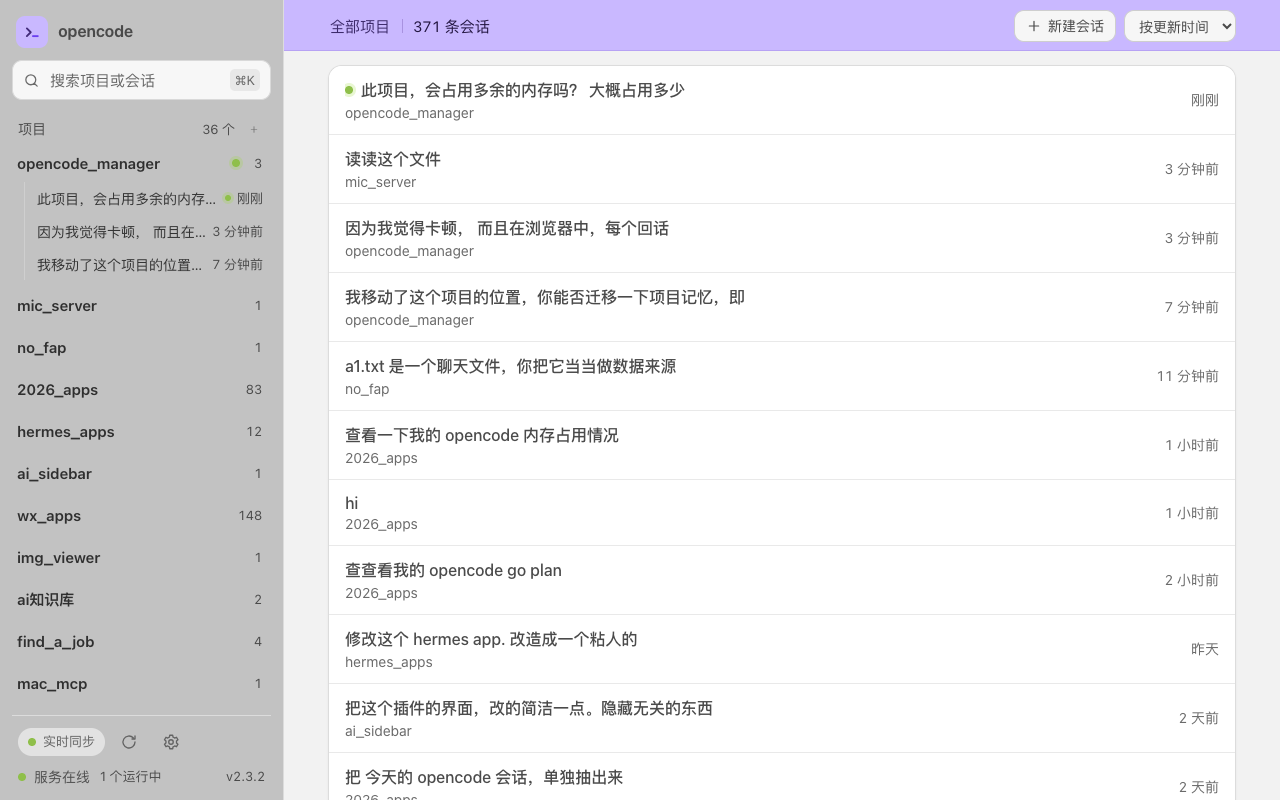 opencode
搜索项目或会话 ⌘K
项目 36 个 +
opencode_manager 3
此项目，会占用多余的内存... 刚刚
因为我觉得卡顿， 而且在... 3 分钟前
我移动了这个项目的位置... 7 分钟前
mic_server 1
no_fap 1
2026_apps 83
hermes_apps 12
ai_sidebar 1
wx_apps 148
img_viewer 1
ai知识库 2
find_a_job 4
mac_mcp 1
实时同步
服务在线 1 个运行中 v2.3.2
全部项目 371 条会话
+ 新建会话 按更新时间
此项目，会占用多余的内存吗？ 大概占用多少
opencode_manager
刚刚
读读这个文件
mic_server
3 分钟前
因为我觉得卡顿， 而且在浏览器中，每个回话
opencode_manager
3 分钟前
我移动了这个项目的位置，你能否迁移一下项目记忆，即
opencode_manager
7 分钟前
a1.txt 是一个聊天文件，你把它当当做数据来源
no_fap
11 分钟前
查看一下我的 opencode 内存占用情况
2026_apps
1 小时前
hi
2026_apps
1 小时前
查查看我的 opencode go plan
2026_apps
2 小时前
修改这个 hermes app. 改造成一个粘人的
hermes_apps
昨天
把这个插件的界面，改的简洁一点。隐藏无关的东西
ai_sidebar
2 天前
把 今天的 opencode 会话，单独抽出来
2026_apps
2 天前